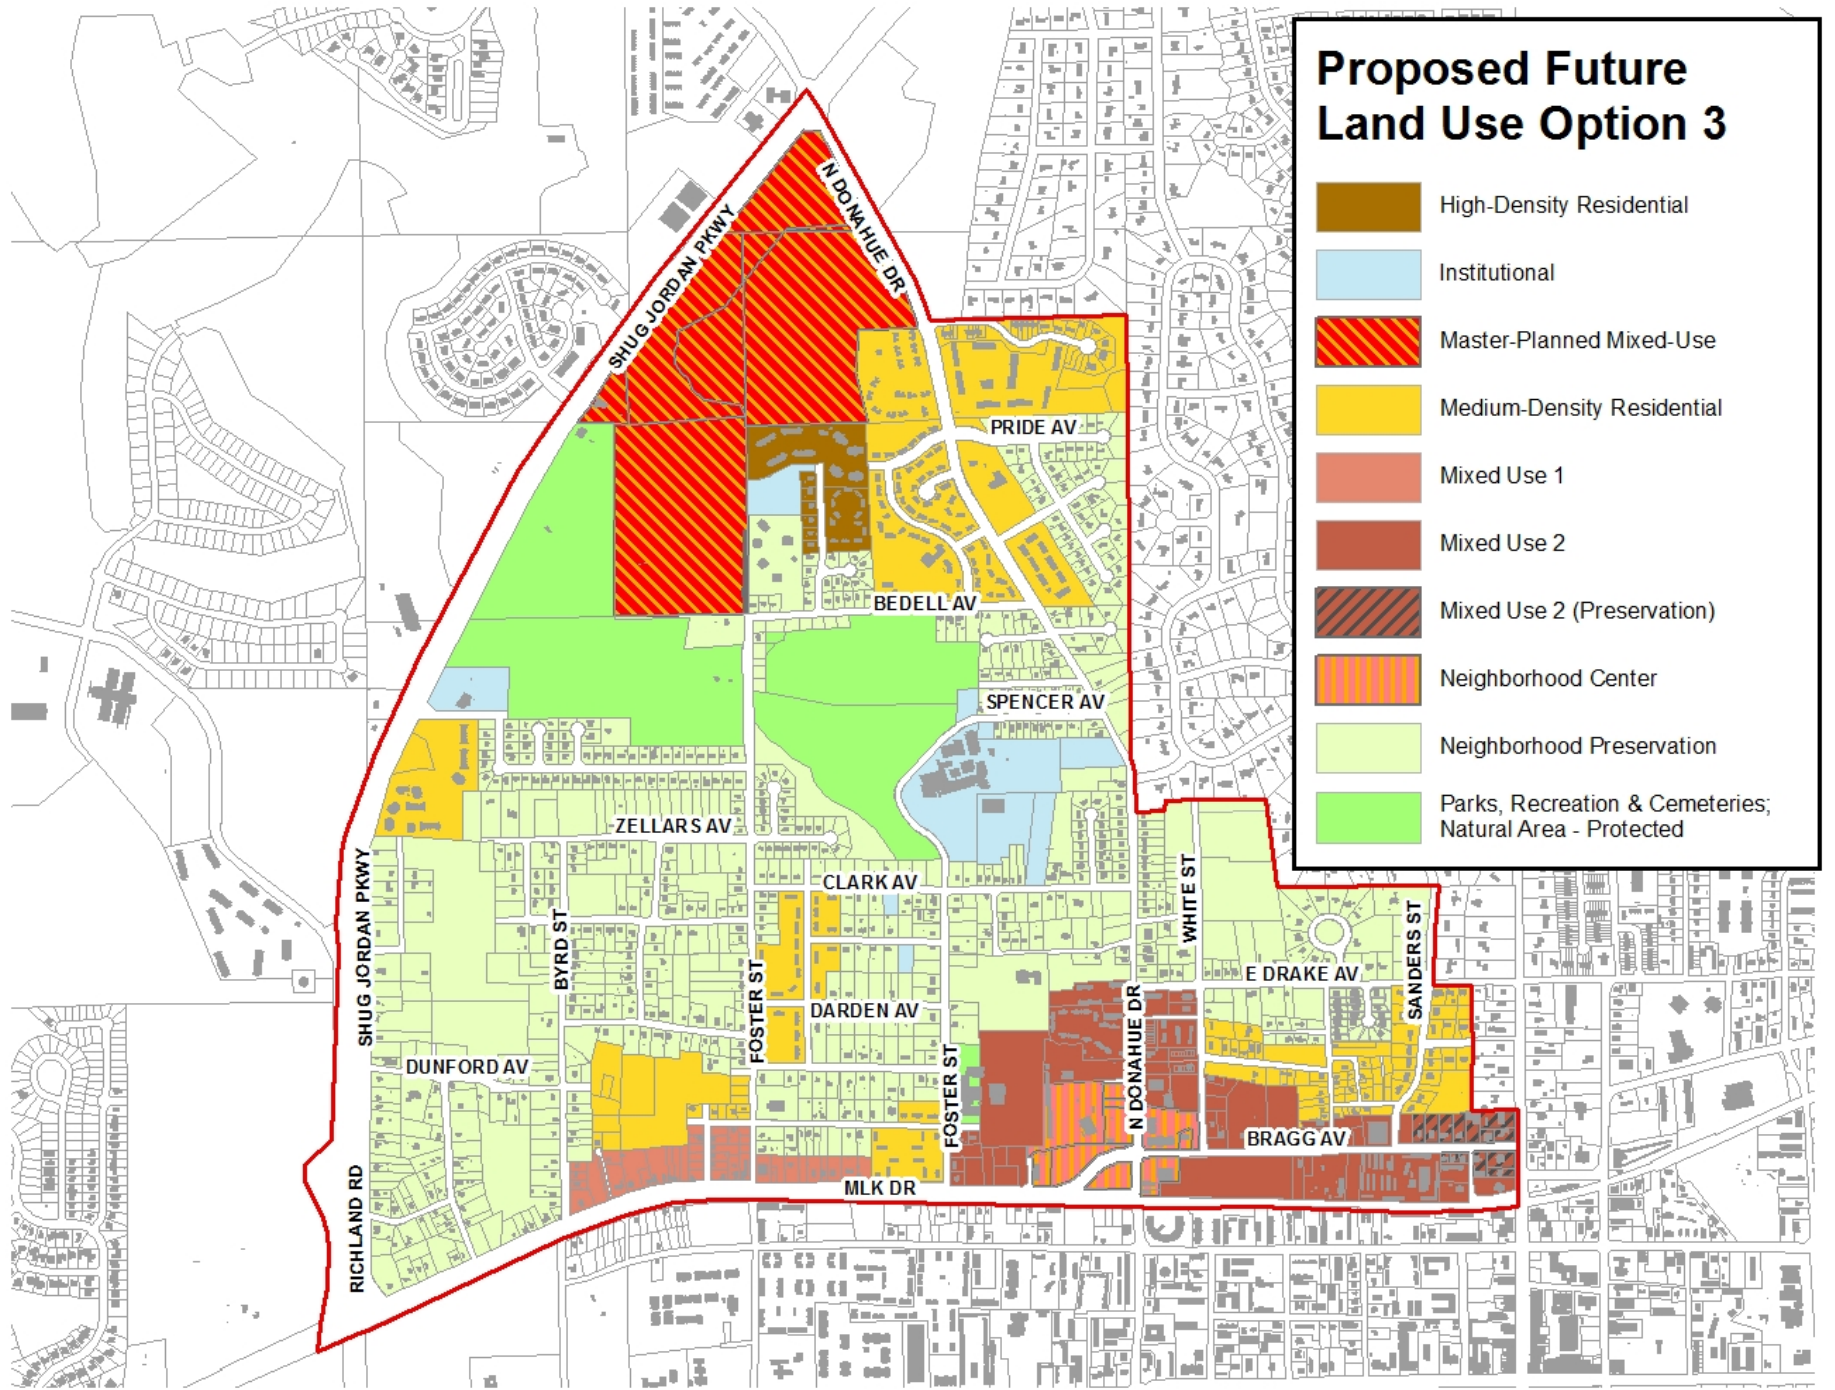 Proposed Future
Land Use Option 3
High-Density Residential
Institutional
Master-Planned Mixed-Use
Medium-Density Residential
Mixed Use 1
Mixed Use 2
Mixed Use 2 (Preservation)
Neighborhood Center
Neighborhood Preservation
Parks, Recreation & Cemeteries;
Natural Area - Protected
N DONAHUE DR
SHUG JORDAN PKWY
PRIDE AV
BEDELL AV
SPENCER AV
ZELLARS AV
CLARK AV
SHUG JORDAN PKWY
BYRD ST
WHITE ST
SANDERS ST
E DRAKE AV
FOSTER ST
DARDEN AV
N DONAHUE DR
DUNFORD AV
FOSTER ST
BRAGG AV
MLK DR
RICHLAND RD